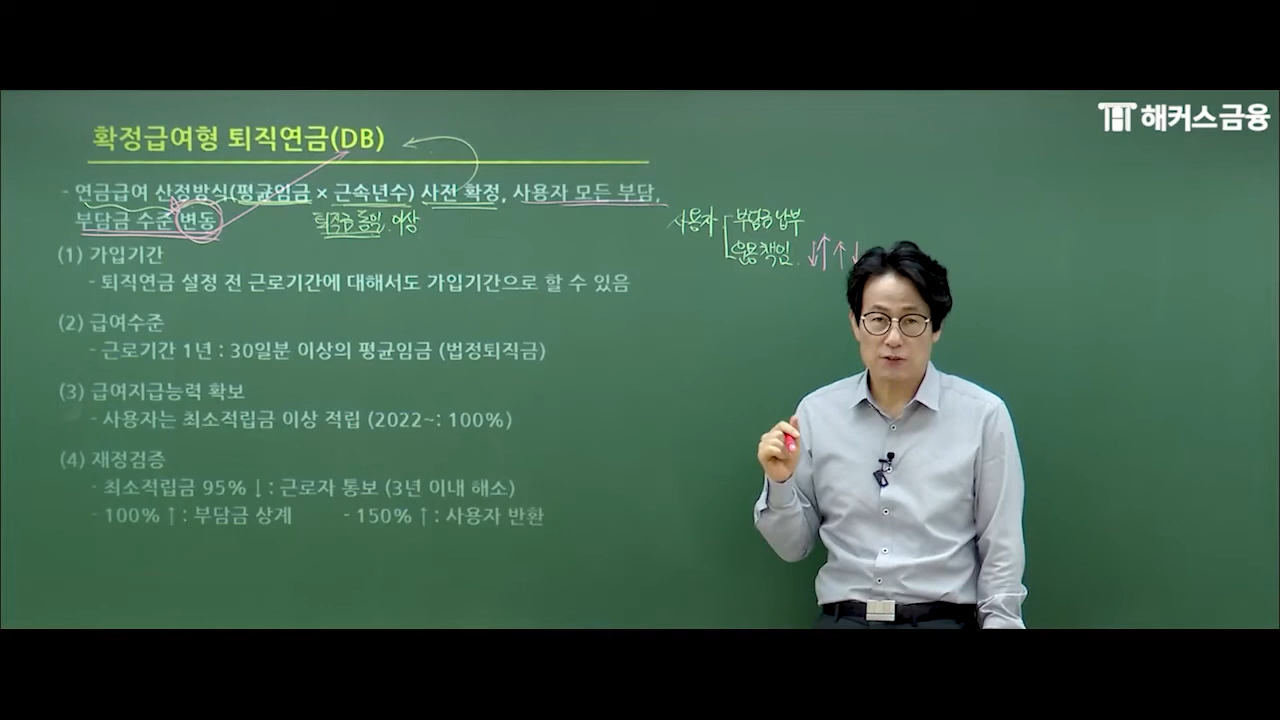 해커스금융
확정급여형 퇴직연금(DB)
- 연금급여 산정방식(평균임금 × 근속년수) 사전 확정, 사용자 모든 부담,
부담금 수준 변동
퇴직금 동일. 이상
사용자
부담금 납부
운용책임. ↓↑↑↓
(1) 가입기간
- 퇴직연금 설정 전 근로기간에 대해서도 가입기간으로 할 수 있음
(2) 급여수준
- 근로기간 1년 : 30일분 이상의 평균임금 (법정퇴직금)
(3) 급여지급능력 확보
- 사용자는 최소적립금 이상 적립 (2022~: 100%)
(4) 재정검증
- 최소적립금 95% ↓ : 근로자 통보 (3년 이내 해소)
- 100% ↑ : 부담금 상계 - 150% ↑ : 사용자 반환